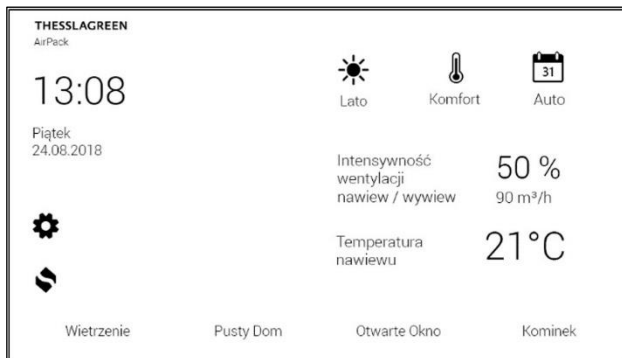 THESSLAGREEN
AirPack
13:08
Piątek
24.08.2018
31
Lato
Komfort
Auto
Intensywność
wentylacji
nawiew / wywiew
50 %
90 m³/h
Temperatura
nawiewu
21°C
Wietrzenie
Pusty Dom
Otwarte Okno
Kominek